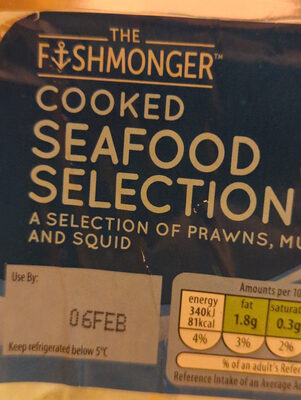 THE
FISHMONGER™
COOKED
SEAFOOD
SELECTION
A SELECTION OF PRAWNS, MU
AND SQUID
Use By:
06FEB
Keep refrigerated below 5°C
Amounts per 10
energy
340kJ
81kcal
4%
fat
1.8g
3%
saturat
0.3g
2%
% of an adult's Refer
Reference Intake of an Average A